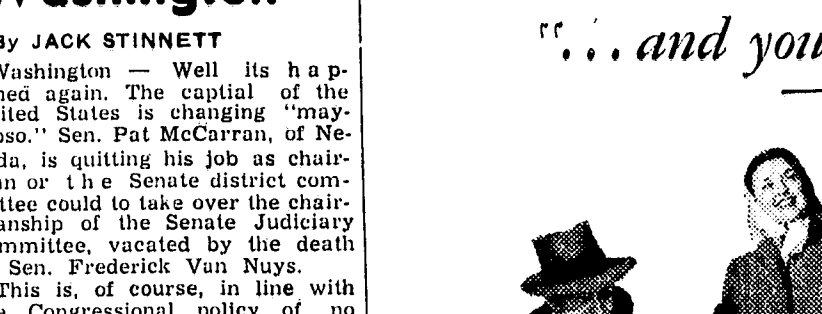 Washington
By JACK STINNETT
Washington — Well its hap-
ned again. The captial of the
ited States is changing "may-
oso." Sen. Pat McCarran, of Ne-
da, is quitting his job as chair-
an or the Senate district com-
ttee could to take over the chair-
anship of the Senate Judiciary
mmittee, vacated by the death
Sen. Frederick Van Nuys.
This is, of course, in line with
e Congressional policy of no
"... and you